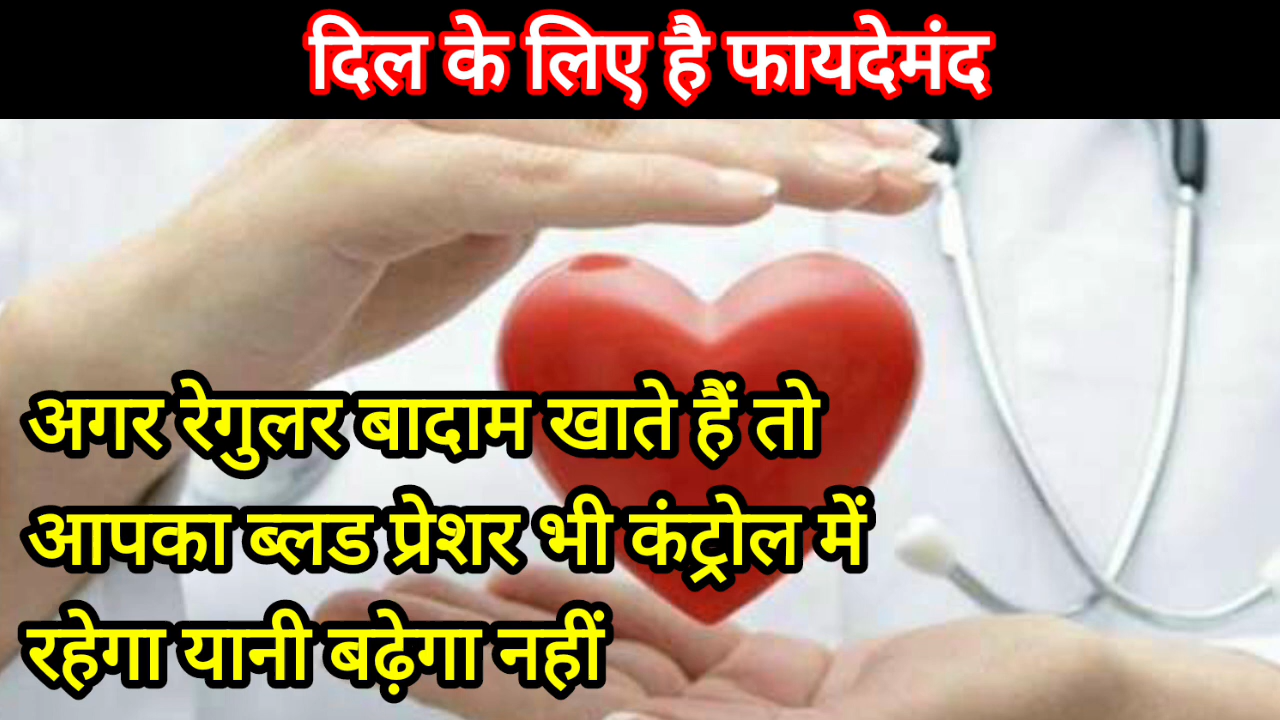 दिल के लिए है फायदेमंद
अगर रेगुलर बादाम खाते हैं तो
आपका ब्लड प्रेशर भी कंट्रोल में
रहेगा यानी बढ़ेगा नहीं